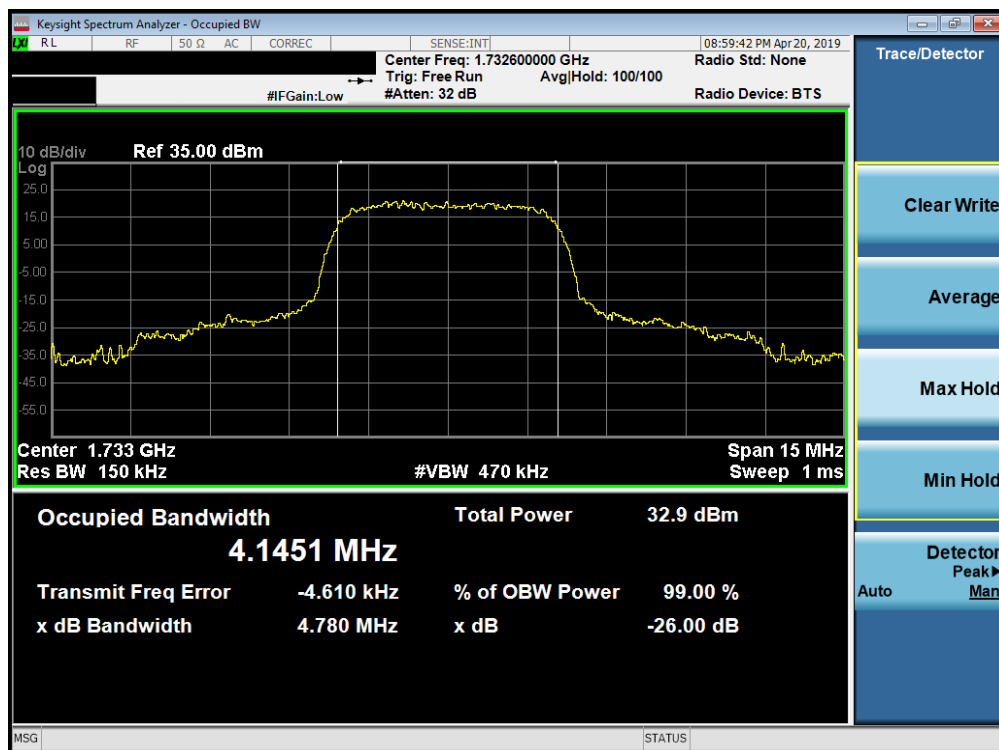 Keysight Spectrum Analyzer - Occupied BW
LXI RL RF 50 Ω AC CORREC SENSE:INT 08:59:42 PM Apr 20, 2019
Center Freq: 1.732600000 GHz Radio Std: None
Trig: Free Run Avg|Hold: 100/100
#IFGain:Low #Atten: 32 dB Radio Device: BTS
10 dB/div Ref 35.00 dBm
Log
25.0
15.0
5.00
-5.00
-15.0
-25.0
-35.0
-45.0
-55.0
Center 1.733 GHz Span 15 MHz
Res BW 150 kHz #VBW 470 kHz Sweep 1 ms
Occupied Bandwidth Total Power 32.9 dBm
4.1451 MHz
Transmit Freq Error -4.610 kHz % of OBW Power 99.00 %
x dB Bandwidth 4.780 MHz x dB -26.00 dB
Trace/Detector
Clear Write
Average
Max Hold
Min Hold
Detector
Peak▶
Auto Man
MSG STATUS